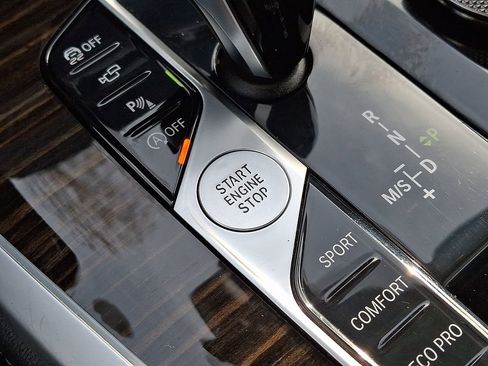 OFF
P
A OFF
START
ENGINE
STOP
SPORT
COMFORT
ECO PRO
R
N
P
D
M/S
+
-